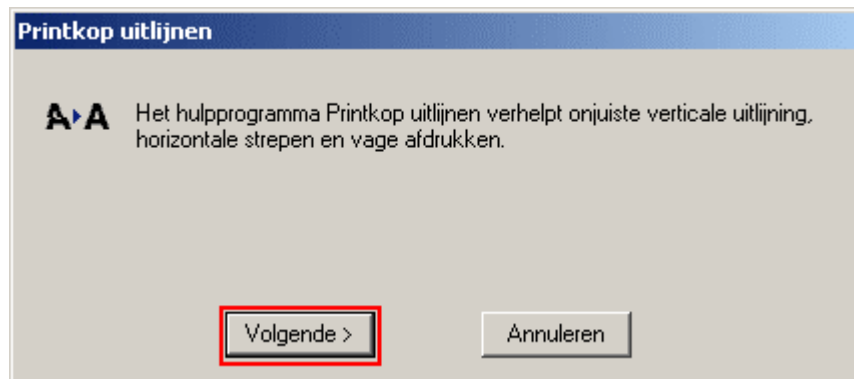 Printkop uitlijnen
A▸A
Het hulpprogramma Printkop uitlijnen verhelpt onjuiste verticale uitlijning,
horizontale strepen en vage afdrukken.
Volgende > Annuleren